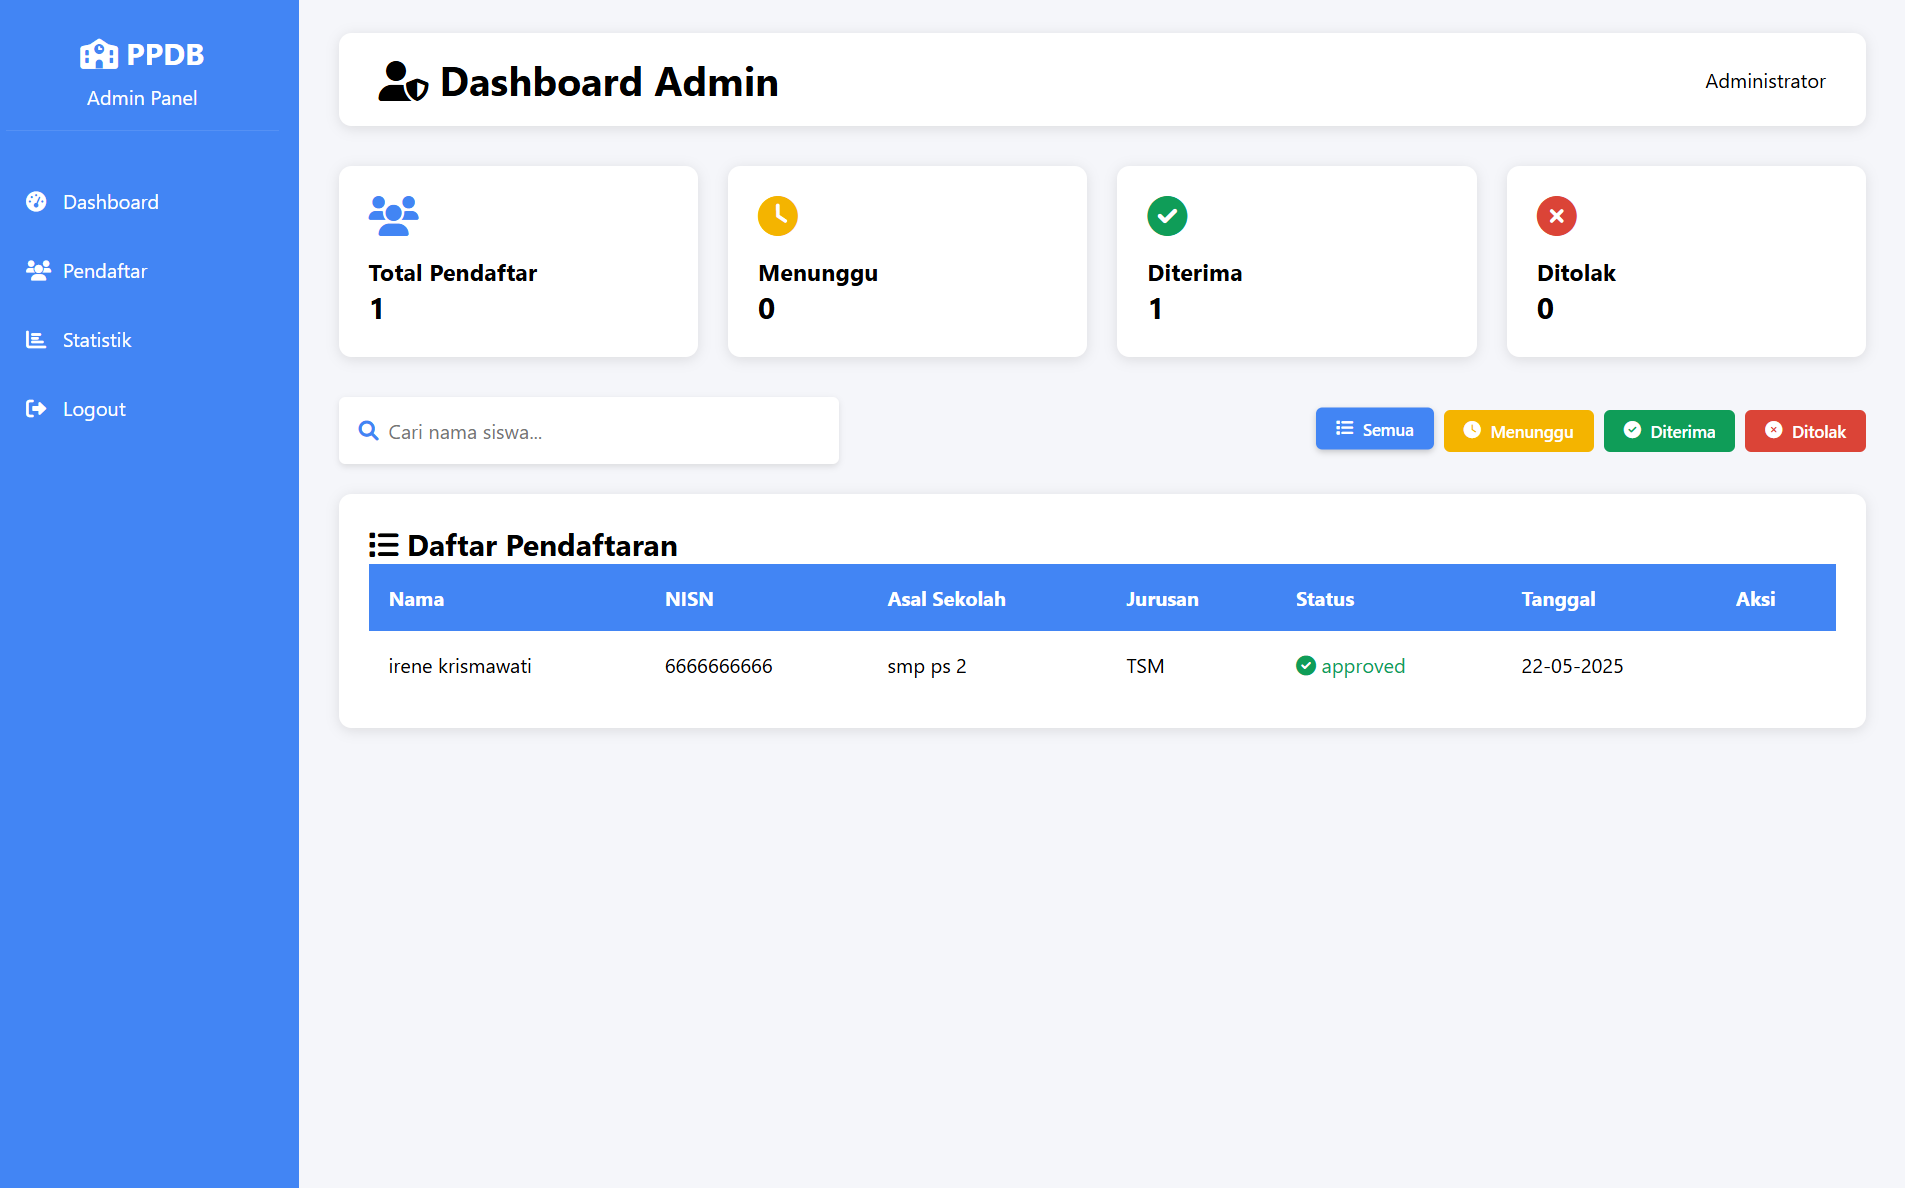 PPDB
Admin Panel
Dashboard
Pendaftar
Statistik
Logout
Dashboard Admin
Administrator
Total Pendaftar
1
Menunggu
0
Diterima
1
Ditolak
0
Cari nama siswa...
Semua
Menunggu
Diterima
Ditolak
Daftar Pendaftaran
Nama NISN Asal Sekolah Jurusan Status Tanggal Aksi
irene krismawati 6666666666 smp ps 2 TSM approved 22-05-2025